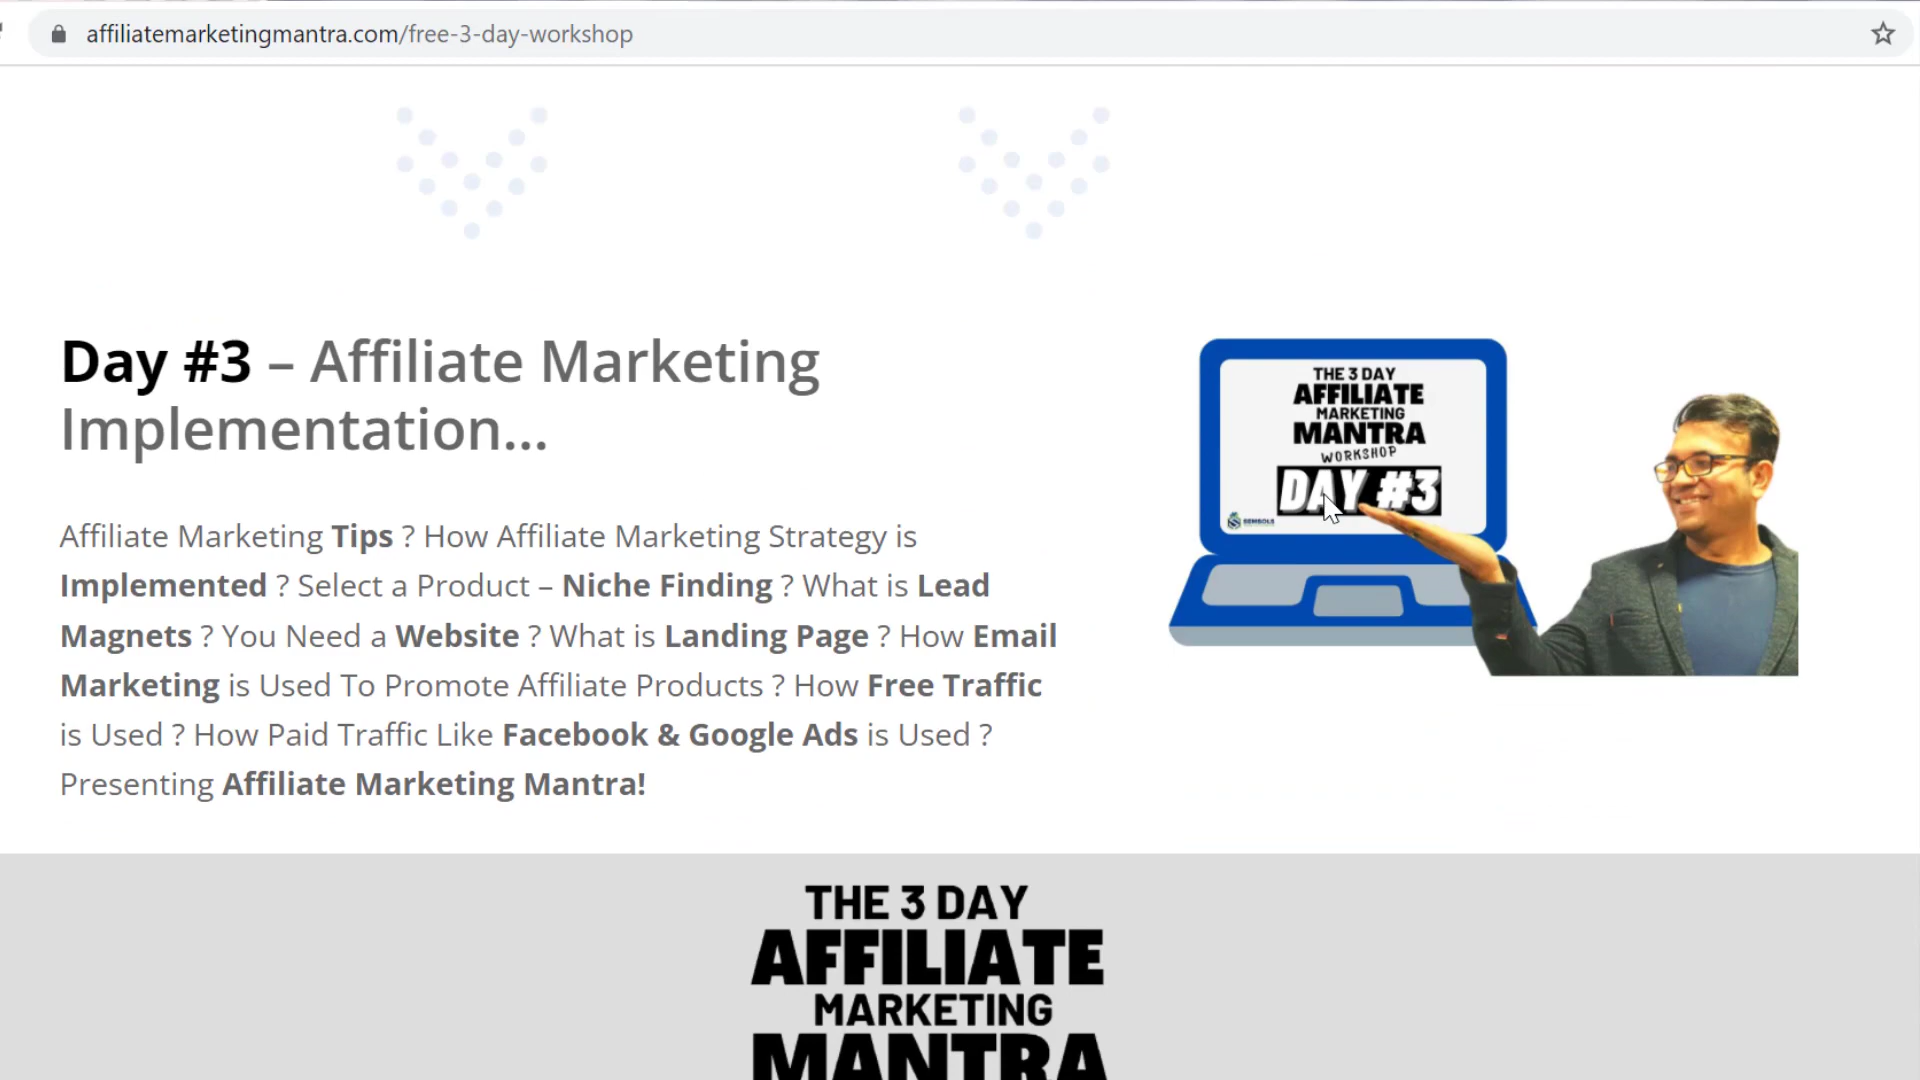 affiliatemarketingmantra.com/free-3-day-workshop
Day #3 – Affiliate Marketing
Implementation...
Affiliate Marketing Tips ? How Affiliate Marketing Strategy is
Implemented ? Select a Product – Niche Finding ? What is Lead
Magnets ? You Need a Website ? What is Landing Page ? How Email
Marketing is Used To Promote Affiliate Products ? How Free Traffic
is Used ? How Paid Traffic Like Facebook & Google Ads is Used ?
Presenting Affiliate Marketing Mantra!
THE 3 DAY
AFFILIATE
MARKETING
MANTRA
WORKSHOP
DAY #3
THE 3 DAY
AFFILIATE
MARKETING
MANTRA